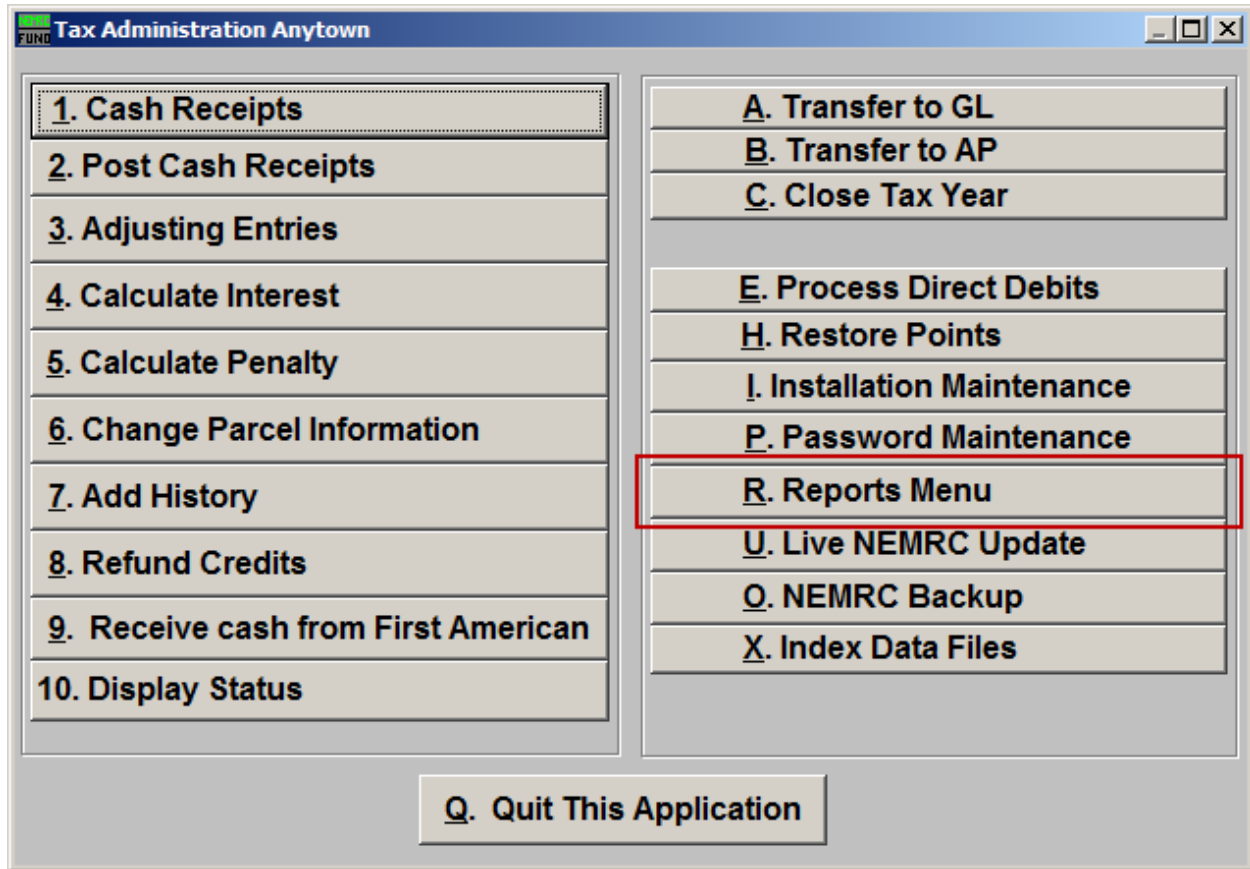 NEMRC
FUND
Tax Administration Anytown
1. Cash Receipts
2. Post Cash Receipts
3. Adjusting Entries
4. Calculate Interest
5. Calculate Penalty
6. Change Parcel Information
7. Add History
8. Refund Credits
9. Receive cash from First American
10. Display Status
A. Transfer to GL
B. Transfer to AP
C. Close Tax Year
E. Process Direct Debits
H. Restore Points
I. Installation Maintenance
P. Password Maintenance
R. Reports Menu
U. Live NEMRC Update
O. NEMRC Backup
X. Index Data Files
Q. Quit This Application